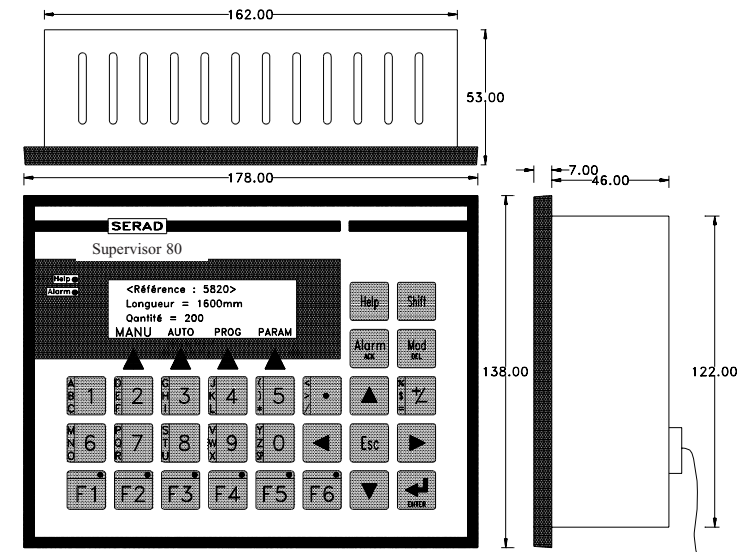 162.00
53.00
178.00
7.00
46.00
SERAD
Supervisor 80
Help
Alarm
<Référence : 5820>
Longueur = 1600mm
Qantité = 200
MANU AUTO PROG PARAM
Help Shift
Alarm ACK Mod DEL
138.00
122.00
A B C 1 D E F 2 G H I 3 J K L 4 ( ) * 5 < > / • K $ = +/-
M N O 6 P Q R 7 S T U 8 V W X 9 Y Z 0 Esc
F1 F2 F3 F4 F5 F6 ENTER